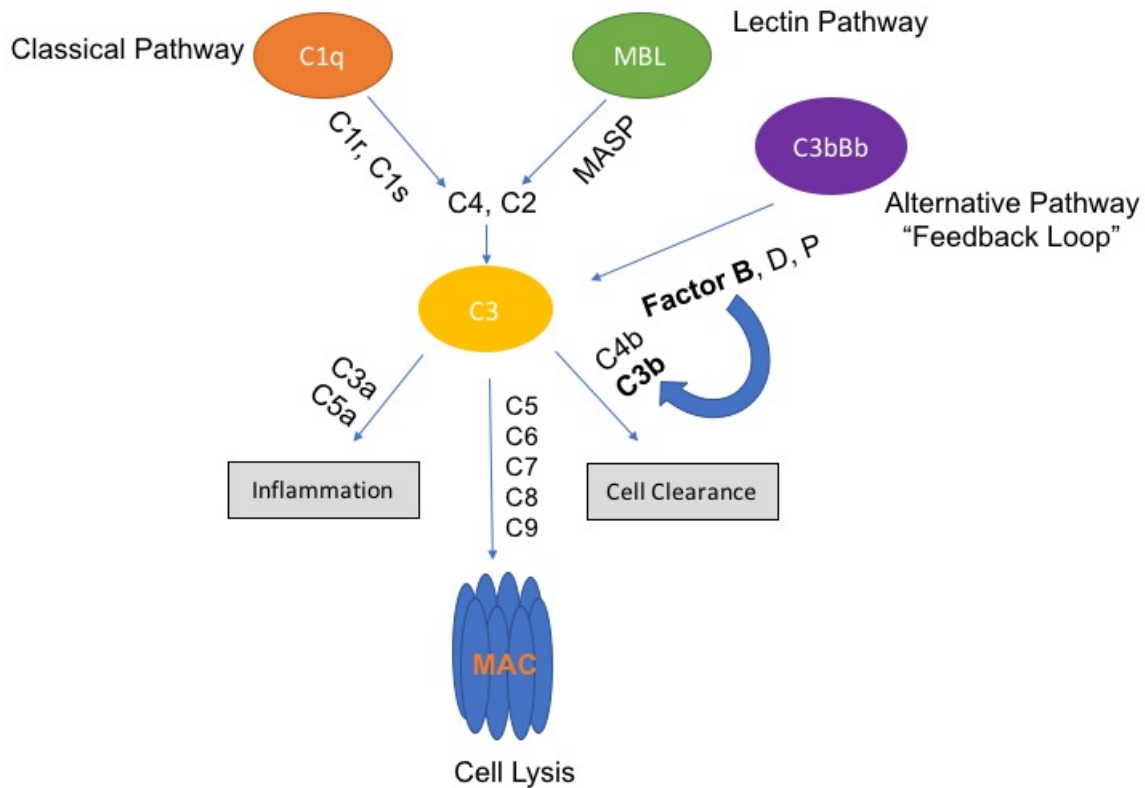 Classical Pathway
C1q
MBL
Lectin Pathway
C1r, C1s
MASP
C3bBb
C4, C2
Alternative Pathway
“Feedback Loop”
C3
Factor B, D, P
C4b
C3b
C3a
C5a
C5
C6
C7
C8
C9
Inflammation
Cell Clearance
MAC
Cell Lysis